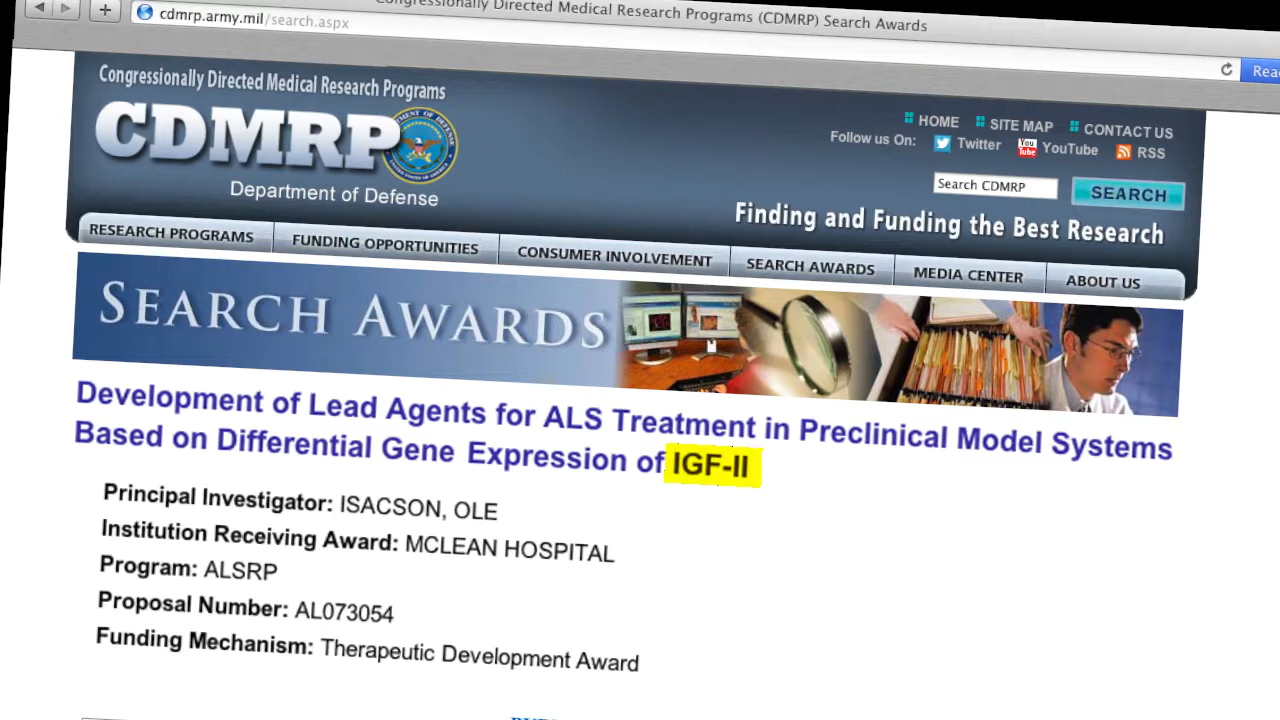 Congressionally Directed Medical Research Programs (CDMRP) Search Awards
cdmrp.army.mil/search.aspx
Congressionally Directed Medical Research Programs
CDMRP
Department of Defense
HOME SITE MAP CONTACT US
Follow us On: Twitter YouTube RSS
Search CDMRP SEARCH
Finding and Funding the Best Research
RESEARCH PROGRAMS FUNDING OPPORTUNITIES CONSUMER INVOLVEMENT SEARCH AWARDS MEDIA CENTER ABOUT US
SEARCH AWARDS
Development of Lead Agents for ALS Treatment in Preclinical Model Systems
Based on Differential Gene Expression of IGF-II
Principal Investigator: ISACSON, OLE
Institution Receiving Award: MCLEAN HOSPITAL
Program: ALSRP
Proposal Number: AL073054
Funding Mechanism: Therapeutic Development Award